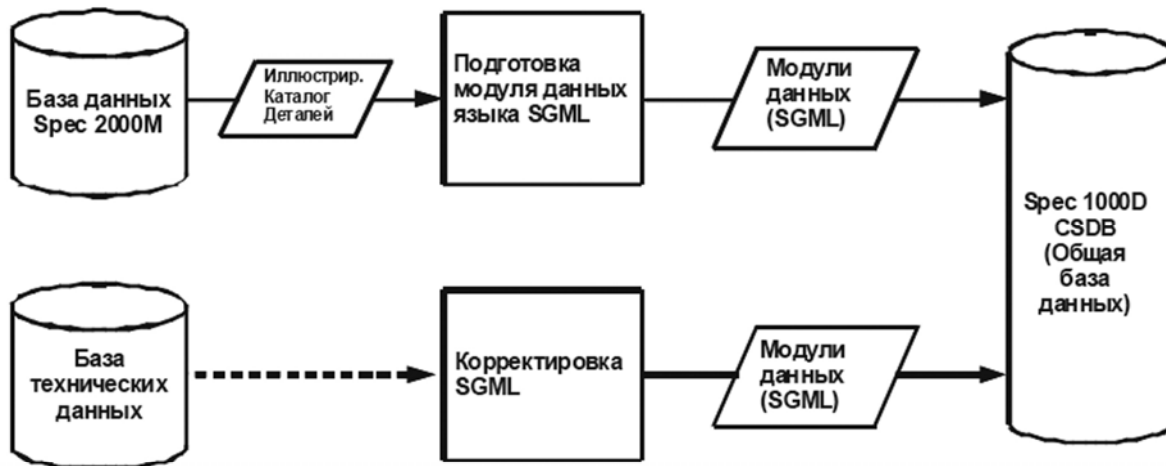 База данных
Spec 2000M
Иллюстрир.
Каталог
Деталей
Подготовка
модуля данных
языка SGML
Модули
данных
(SGML)
Spec 1000D
CSDB
(Общая
база
данных)
База
технических
данных
Корректировка
SGML
Модули
данных
(SGML)